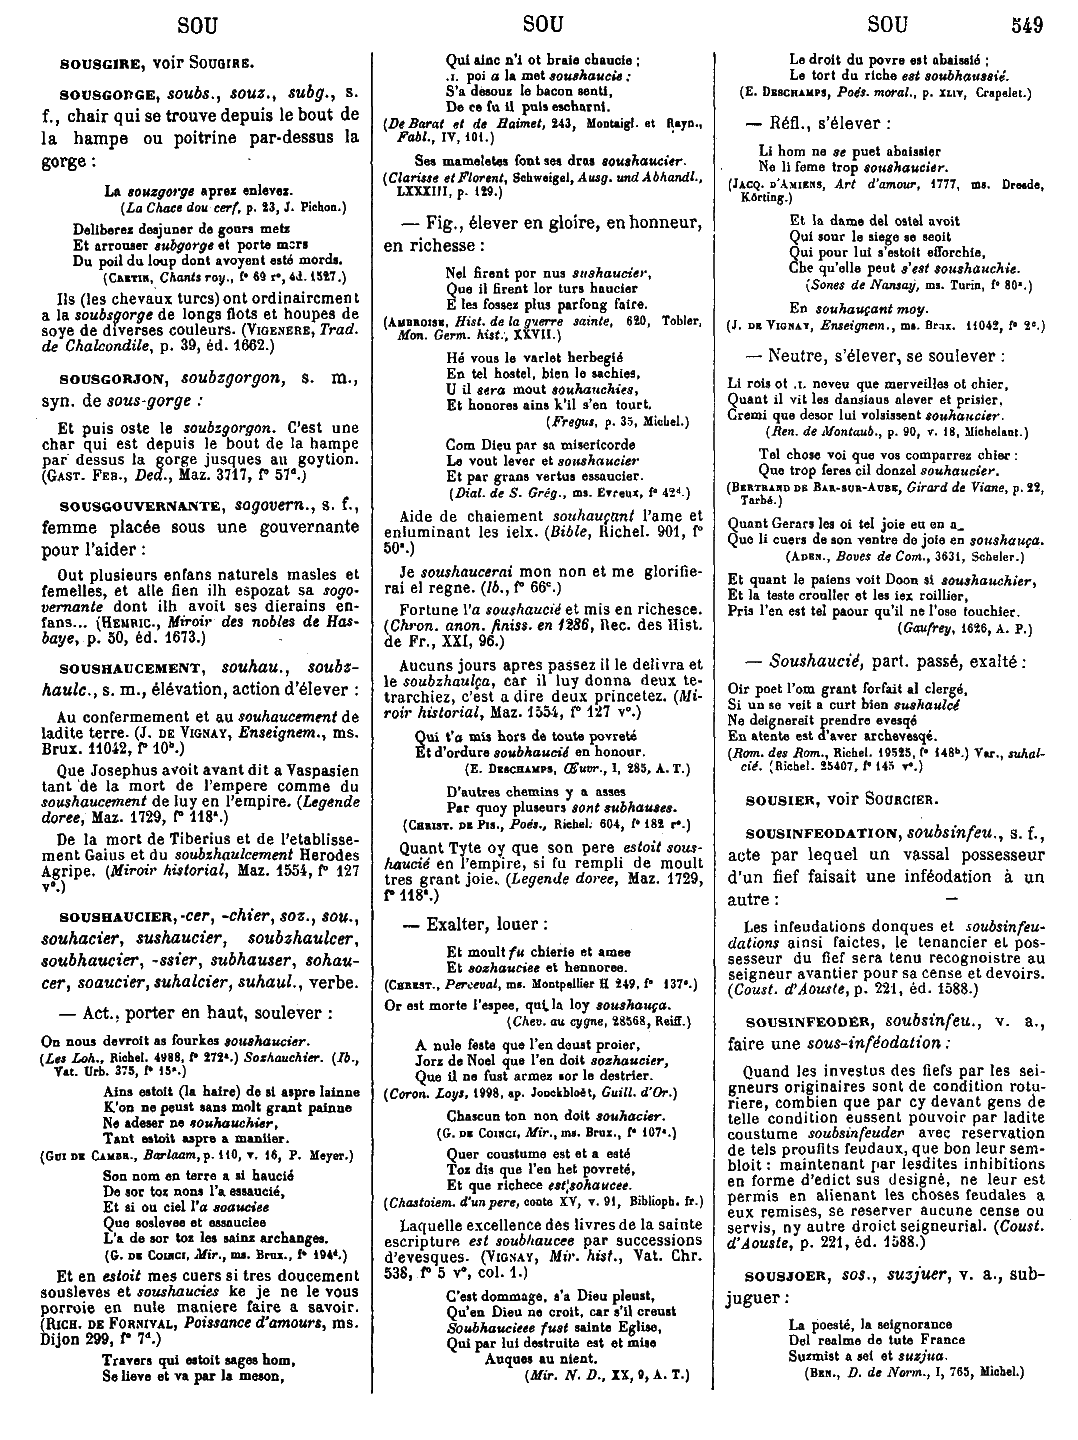 SOU
SOU
SOU 549
SOUSGIRE, voir SOUGIRE.
SOUSGORGE, soubs., souz., subg., s.
f., chair qui se trouve depuis le bout de
la hampe ou poitrine par-dessus la
gorge :
La souzgorge aprez enlevez.
(La Chace dou cerf, p. 23, J. Pichon.)
Deliberez desjuner de gours metz
Et arrouser subgorge et porte mors
Du poil du loup dont avoyent esté mords.
(CRETIN, Chants roy., f° 69 r°, éd. 1527.)
Ils (les chevaux turcs) ont ordinairement
a la soubsgorge de longs flots et houpes de
soye de diverses couleurs. (VIGENERE, Trad.
de Chalcondile, p. 39, éd. 1662.)
SOUSGORJON, soubzgorgon, s. m.,
syn. de sous-gorge :
Et puis oste le soubzgorgon. C'est une
char qui est depuis le bout de la hampe
par dessus la gorge jusques au goytion.
(GAST. FEB., Ded., Maz. 3717, f° 57ᵈ.)
SOUSGOUVERNANTE, sogovern., s. f.,
femme placée sous une gouvernante
pour l'aider :
Out plusieurs enfans naturels masles et
femelles, et alle fien ilh espozat sa sogo-
vernante dont ilh avoit ses dierains en-
fans... (HEMRIC., Miroir des nobles de Has-
baye, p. 50, éd. 1673.)
SOUSHAUCEMENT, souhau., soubz-
haulc., s. m., élévation, action d'élever :
Au confermement et au souhaucement de
ladite terre. (J. DE VIGNAY, Enseignem., ms.
Brux. 11042, f° 10ᵇ.)
Que Josephus avoit avant dit a Vaspasien
tant de la mort de l'empere comme du
soushaucement de luy en l'empire. (Legende
doree, Maz. 1729, f° 118ᵃ.)
De la mort de Tiberius et de l'etablisse-
ment Gaius et du soubzhaulcement Herodes
Agripe. (Miroir historial, Maz. 1554, f° 127
v°.)
SOUSHAUCIER, -cer, -chier, soz., sou.,
souhacier, sushaucier, soubzhaulcer,
soubhaucier, -ssier, subhauser, sohau-
cer, soaucier, suhalcier, suhaul., verbe.
— Act., porter en haut, soulever :
On nous devroit as fourkes soushaucier.
(Les Loh., Richel. 4988, f° 272ᵃ.) Sozhauchier. (Ib.,
Vat. Urb. 375, f° 15ᵃ.)
Ains estoit (la haire) de si aspre lainne
K'on ne peust sans molt grant painne
Ne adeser ne souhauchier,
Tant estoit aspre a maniier.
(GUI DE CAMBR., Barlaam, p. 110, v. 16, P. Meyer.)
Son nom en terre a si haucié
De sor toz nons l'a essaucié,
Et si ou ciel l'a soauciee
Que soslevee et essauciee
L'a de sor toz les sainz archanges.
(G. DE COINCI, Mir., ms. Brux., f° 194ᵈ.)
Et en estoit mes cuers si tres doucement
sousleves et soushaucies ke je ne le vous
porroie en nule maniere faire a savoir.
(RICH. DE FORNIVAL, Poissance d'amours, ms.
Dijon 299, f° 7ᵈ.)
Travers qui estoit sages hom,
Se lieve et va par la meson,
Qui ainc n'i ot braie chaucie ;
.I. poi a la met soushaucie :
S'a desouz le bacon senti,
De ce fu il puis escharni.
(De Barat et de Haimet, 243, Montaigl. et Rayn.,
Fabl., IV, 101.)
Ses mameletes font ses dras soushaucier.
(Clarisse et Florent, Schweigel, Ausg. und Abhandl.,
LXXXIII, p. 129.)
— Fig., élever en gloire, en honneur,
en richesse :
Nel firent por nus sushaucier,
Que il firent lor turs haucier
E les fossez plus parfong faire.
(AMBROISE, Hist. de la guerre sainte, 620, Tobler,
Mon. Germ. hist., XXVII.)
Hé vous le varlet herbegié
En tel hostel, bien le sachies,
U il sera mout souhauchies,
Et honores ains k'il s'en tourt.
(Fregus, p. 35, Michel.)
Com Dieu par sa misericorde
Le vout lever et soushaucier
Et par grans vertus essaucier.
(Dial. de S. Grég., ms. Evreux, f° 42ᵈ.)
Aide de chaiement souhauçant l'ame et
enluminant les ielx. (Bible, Richel. 901, f°
50ᵃ.)
Je soushaucerai mon non et me glorifie-
rai el regne. (Ib., f° 66ᶜ.)
Fortune l'a soushaucié et mis en richesce.
(Chron. anon. finiss. en 1286, Rec. des Hist.
de Fr., XXI, 96.)
Aucuns jours apres passez il le delivra et
le soubzhaulça, car il luy donna deux te-
trarchiez, c'est a dire deux princetez. (Mi-
roir historial, Maz. 1554, f° 127 v°.)
Qui t'a mis hors de toute povreté
Et d'ordure soubhaucié en honour.
(E. DESCHAMPS, Œuvr., I, 285, A. T.)
D'autres chemins y a asses
Par quoy pluseurs sont subhauses.
(CHRIST. DE PIS., Poés., Richel. 604, f° 182 r°.)
Quant Tyte oy que son pere estoit sous-
haucié en l'empire, si fu rempli de moult
tres grant joie. (Legende doree, Maz. 1729,
f° 118ᵃ.)
— Exalter, louer :
Et moult fu chierie et amee
Et sozhauciee et hennoree.
(CHREST., Perceval, ms. Montpellier H 249, f° 137ᵃ.)
Or est morte l'espee, qui la loy soushauça.
(Chev. au cygne, 28568, Reiff.)
A nule feste que l'en deust proier,
Jorz de Noel que l'en doit sozhaucier,
Que il ne fust armez sor le destrier.
(Coron. Loys, 1998, ap. Jonckbloët, Guill. d'Or.)
Chascun ton non doit souhacier.
(G. DE COINCI, Mir., ms. Brux., f° 107ᵃ.)
Quer coustume est et a esté
Toz dis que l'en het povreté,
Et que richece est sohaucee.
(Chastoiem. d'un pere, conte XV, v. 91, Biblioph. fr.)
Laquelle excellence des livres de la sainte
escripture est soubhaucee par successions
d'evesques. (VIGNAY, Mir. hist., Vat. Chr.
538, f° 5 v°, col. 1.)
C'est dommage, s'a Dieu pleust,
Qu'en Dieu ne croit, car s'il creust
Soubhauciee fust sainte Eglise,
Qui par lui destruite est et mise
Auques au nient.
(Mir. N. D., XX, 9, A. T.)
Le droit du povre est abaissié ;
Le tort du riche est soubhaussié.
(E. DESCHAMPS, Poés. moral., p. XLIV, Crapelet.)
— Réfl., s'élever :
Li hom ne se puet abaissier
Ne li feme trop soushaucier.
(JACQ. D'AMIENS, Art d'amour, 1777, ms. Dresde,
Körting.)
Et la dame del ostel avoit
Qui sour le siege se seoit
Qui pour lui s'estoit efforchie,
Che qu'elle peut s'est soushauchie.
(Sones de Nansay, ms. Turin, f° 80ᵃ.)
En souhauçant moy.
(J. DE VIGNAY, Enseignem., ms. Brux. 11042, f° 2ᶜ.)
— Neutre, s'élever, se soulever :
Li rois ot .I. neveu que merveilles ot chier,
Quant il vit les dansiaus alever et prisier,
Cremi que desor lui volsissent souhaucier.
(Ren. de Montaub., p. 90, v. 18, Michelant.)
Tel chose voi que vos comparrez chier :
Que trop feres cil donzel souhaucier.
(BERTRAND DE BAR-SUR-AUBE, Girard de Viane, p. 22,
Tarbé.)
Quant Gerars les oi tel joie eu en a
Que li cuers de son ventre de joie en soushauça.
(ADEN., Boves de Com., 3631, Scheler.)
Et quant le paiens voit Doon si soushauchier,
Et la teste crouller et les iex roillier,
Pris l'en est tel paour qu'il ne l'ose touchier.
(Gaufrey, 1626, A. P.)
— Soushaucié, part. passé, exalté :
Oir poet l'om grant forfait al clergé,
Si un se veit a curt bien sushaulcé
Ne deignereit prendre evesqé
En atente est d'aver archevesqé.
(Rom. des Rom., Richel. 19525, f° 148ᵇ.) Var., suhal-
cié. (Richel. 25407, f° 145 r°.)
SOUSIER, voir SOURCIER.
SOUSINFEODATION, soubsinfeu., s. f.,
acte par lequel un vassal possesseur
d'un fief faisait une inféodation à un
autre :
Les infeudations donques et soubsinfeu-
dations ainsi faictes, le tenancier et pos-
sesseur du fief sera tenu recognoistre au
seigneur avantier pour sa cense et devoirs.
(Coust. d'Aouste, p. 221, éd. 1588.)
SOUSINFEODER, soubsinfeu., v. a.,
faire une sous-inféodation :
Quand les investus des fiefs par les sei-
gneurs originaires sont de condition rotu-
riere, combien que par cy devant gens de
telle condition eussent pouvoir par ladite
coustume soubsinfeuder avec reservation
de tels proufits feudaux, que bon leur sem-
bloit : maintenant par lesdites inhibitions
en forme d'edict sus designé, ne leur est
permis en alienant les choses feudales a
eux remises, se reserver aucune cense ou
servis, ny autre droict seigneurial. (Coust.
d'Aouste, p. 221, éd. 1588.)
SOUSJOER, sos., suzjuer, v. a., sub-
juguer :
La poesté, la seignorance
Del realme de tute France
Suzmist a sei et suzjua.
(BEN., D. de Norm., I, 765, Michel.)